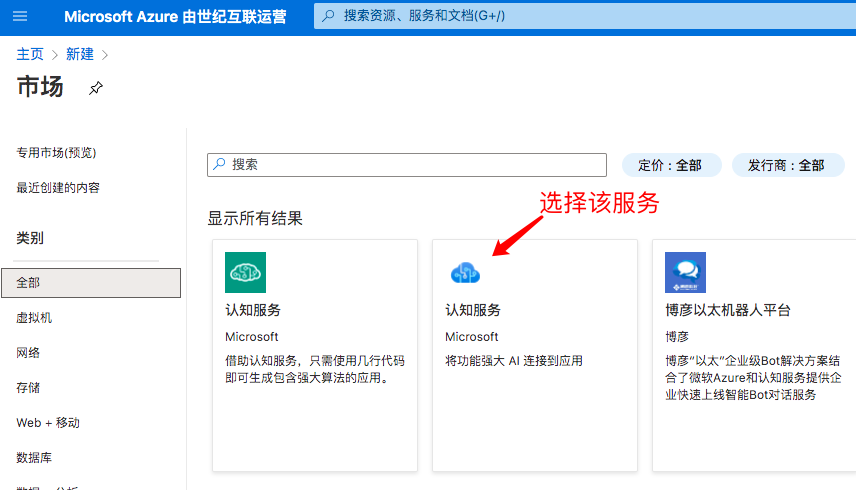 Microsoft Azure 由世纪互联运营
搜索资源、服务和文档(G+/)
主页 > 新建 >
市场
专用市场(预览)
最近创建的内容
类别
全部
虚拟机
网络
存储
Web + 移动
数据库
搜索
定价：全部
发行商：全部
选择该服务
显示所有结果
认知服务
Microsoft
借助认知服务，只需使用几行代码
即可生成包含强大算法的应用。
认知服务
Microsoft
将功能强大 AI 连接到应用
博彦以太机器人平台
博彦
博彦“以太”企业级Bot解决方案结
合了微软Azure和认知服务提供企
业快速上线智能Bot对话服务